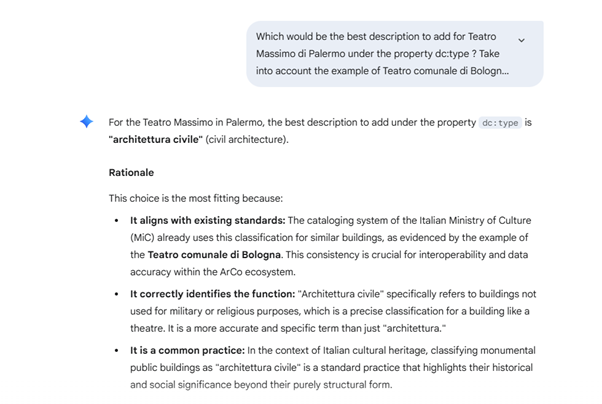 Which would be the best description to add for Teatro
Massimo di Palermo under the property dc:type ? Take
into account the example of Teatro comunale di Bologn...
For the Teatro Massimo in Palermo, the best description to add under the property dc:type is
"architettura civile" (civil architecture).
Rationale
This choice is the most fitting because:
• It aligns with existing standards: The cataloging system of the Italian Ministry of Culture
(MiC) already uses this classification for similar buildings, as evidenced by the example of
the Teatro comunale di Bologna. This consistency is crucial for interoperability and data
accuracy within the ArCo ecosystem.
• It correctly identifies the function: "Architettura civile" specifically refers to buildings not
used for military or religious purposes, which is a precise classification for a building like a
theatre. It is a more accurate and specific term than just "architettura."
• It is a common practice: In the context of Italian cultural heritage, classifying monumental
public buildings as "architettura civile" is a standard practice that highlights their historical
and social significance beyond their purely structural form.